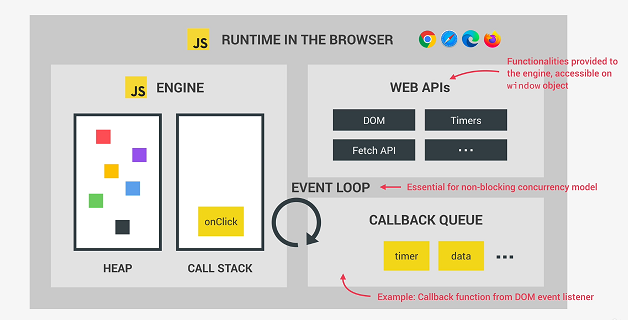 JS RUNTIME IN THE BROWSER
JS ENGINE
HEAP
onClick
CALL STACK
WEB APIs
Functionalities provided to
the engine, accessible on
window object
DOM
Timers
Fetch API
...
EVENT LOOP
Essential for non-blocking concurrency model
CALLBACK QUEUE
timer
data
...
Example: Callback function from DOM event listener